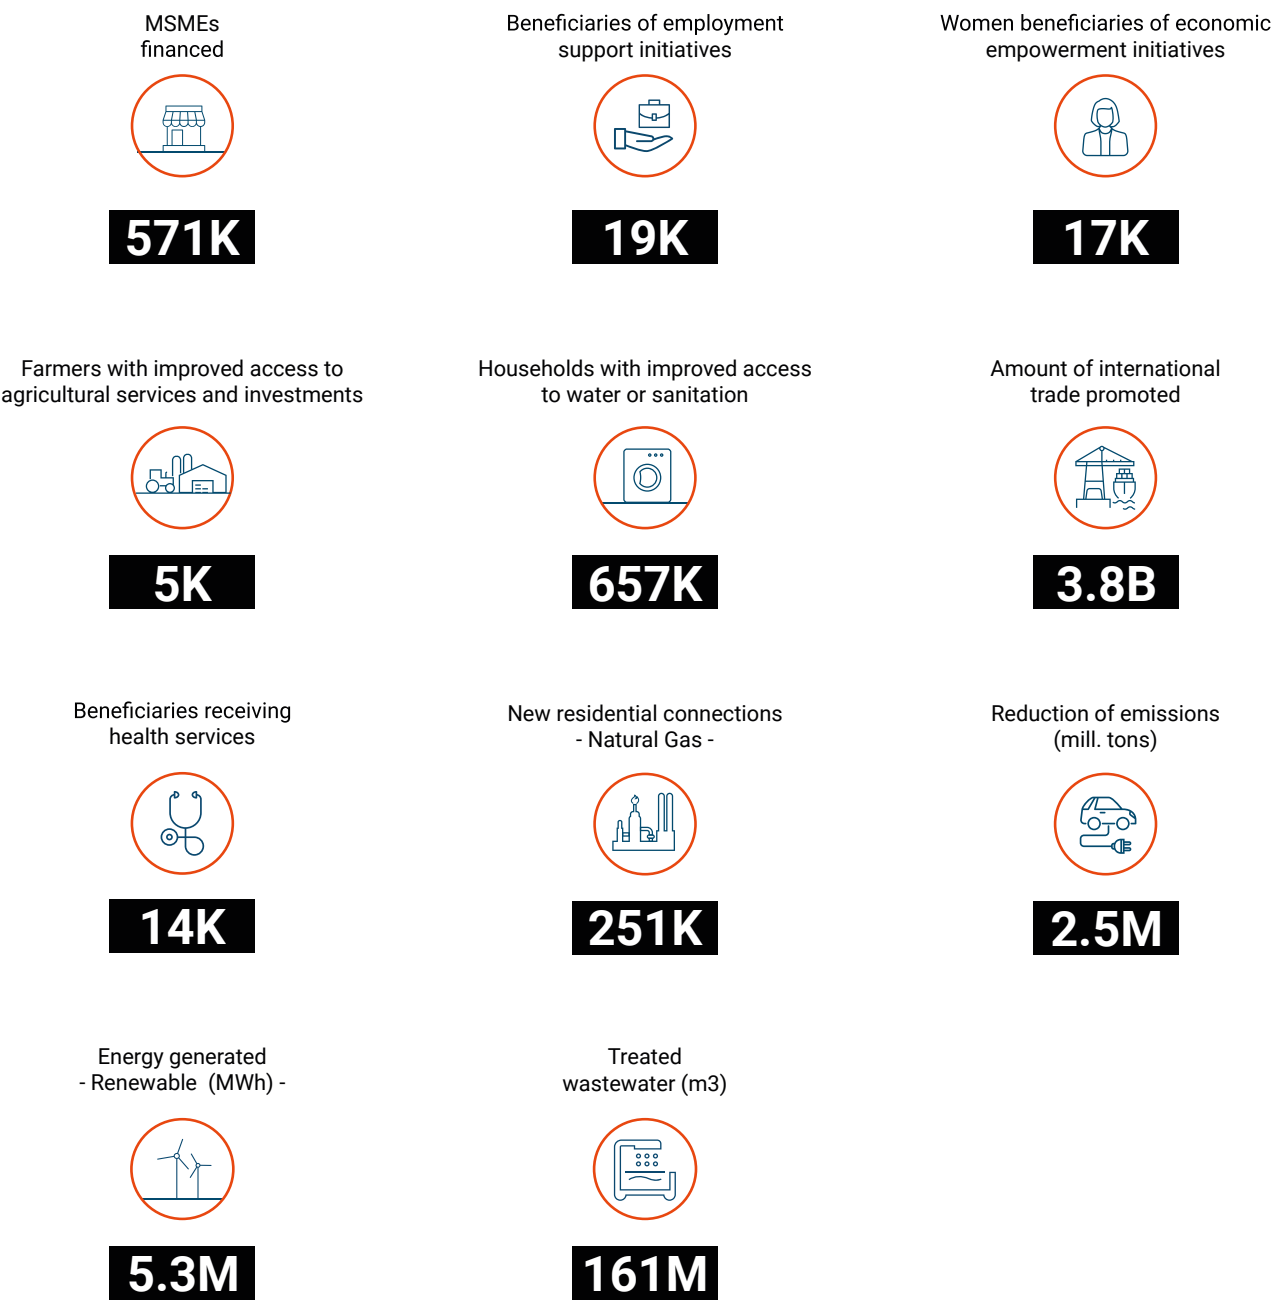 MSMEs
financed
571K
Beneficiaries of employment
support initiatives
19K
Women beneficiaries of economic
empowerment initiatives
17K
Farmers with improved access to
agricultural services and investments
5K
Households with improved access
to water or sanitation
657K
Amount of international
trade promoted
3.8B
Beneficiaries receiving
health services
14K
New residential connections
- Natural Gas -
251K
Reduction of emissions
(mill. tons)
2.5M
Energy generated
- Renewable (MWh) -
5.3M
Treated
wastewater (m3)
161M